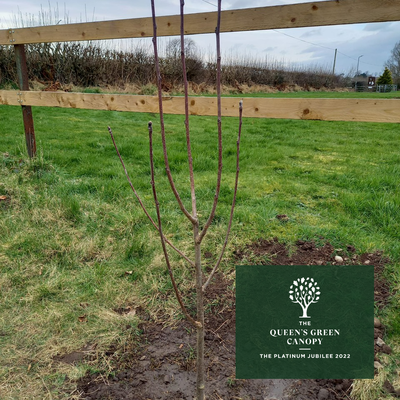 THE
QUEEN'S GREEN
CANOPY
THE PLATINUM JUBILEE 2022